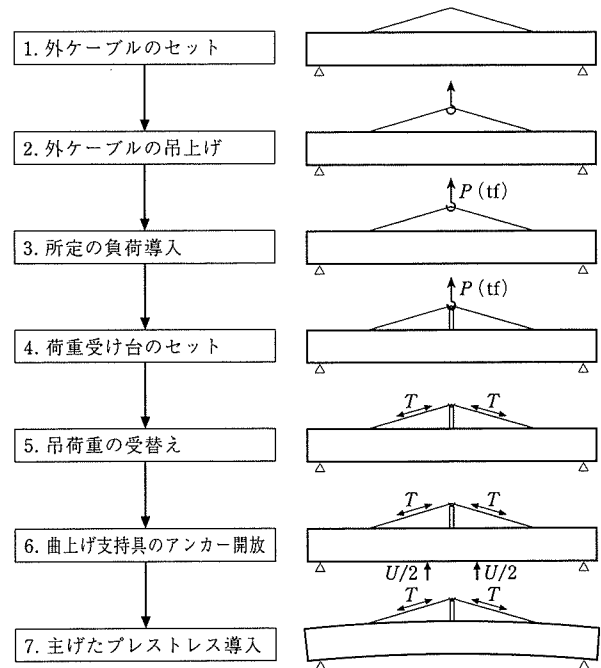 1. 外ケーブルのセット
2. 外ケーブルの吊上げ
P (tf)
3. 所定の負荷導入
P (tf)
4. 荷重受け台のセット
T T
5. 吊荷重の受替え
T T
6. 曲上げ支持具のアンカー開放
U/2 U/2
T T
7. 主げたプレストレス導入